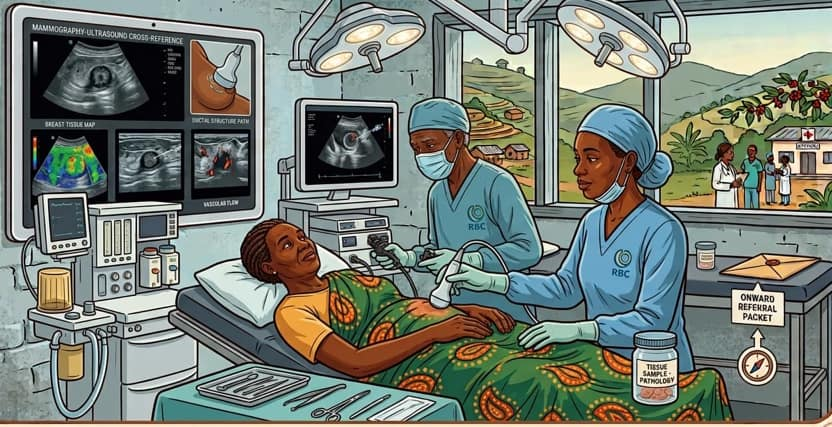 MAMMOGRAPHY-ULTRASOUND CROSS-REFERENCE
BREAST TISSUE MAP
DUCTAL STRUCTURE PATH
VASCULAR FLOW
RBC
RBC
ONWARD
REFERRAL
PACKET
TISSUE
SAMPLE -
PATHOLOGY